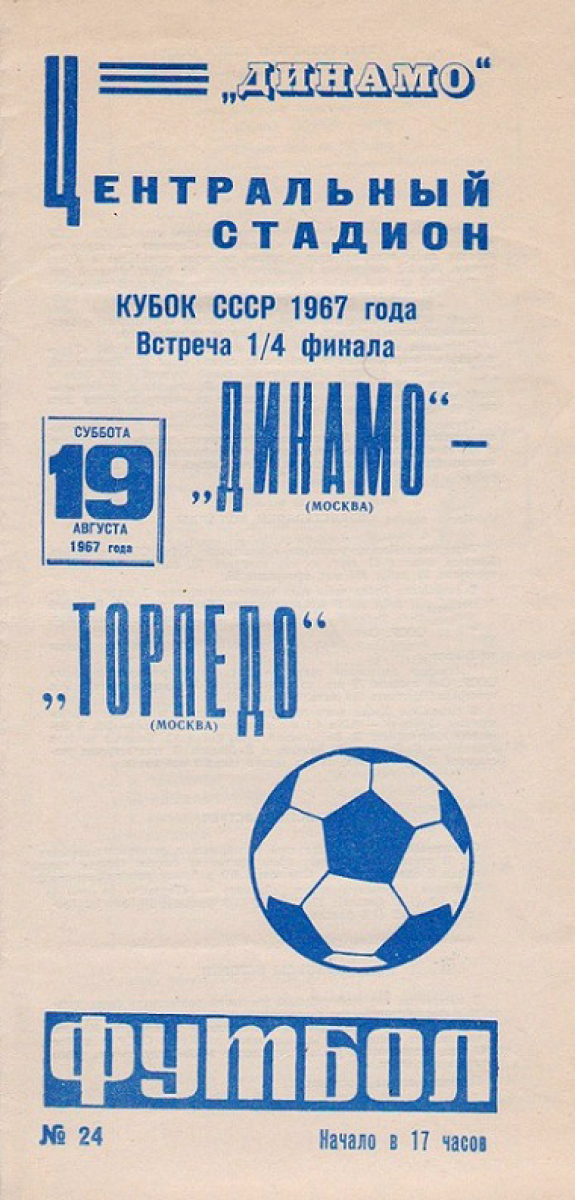 „ДИНАМО“
ЦЕНТРАЛЬНЫЙ
СТАДИОН
КУБОК СССР 1967 года
Встреча 1/4 финала
СУББОТА
19
АВГУСТА
1967 года
„ДИНАМО“ –
(МОСКВА)
„ТОРПЕДО“
(МОСКВА)
ФУТБОЛ
№ 24 Начало в 17 часов